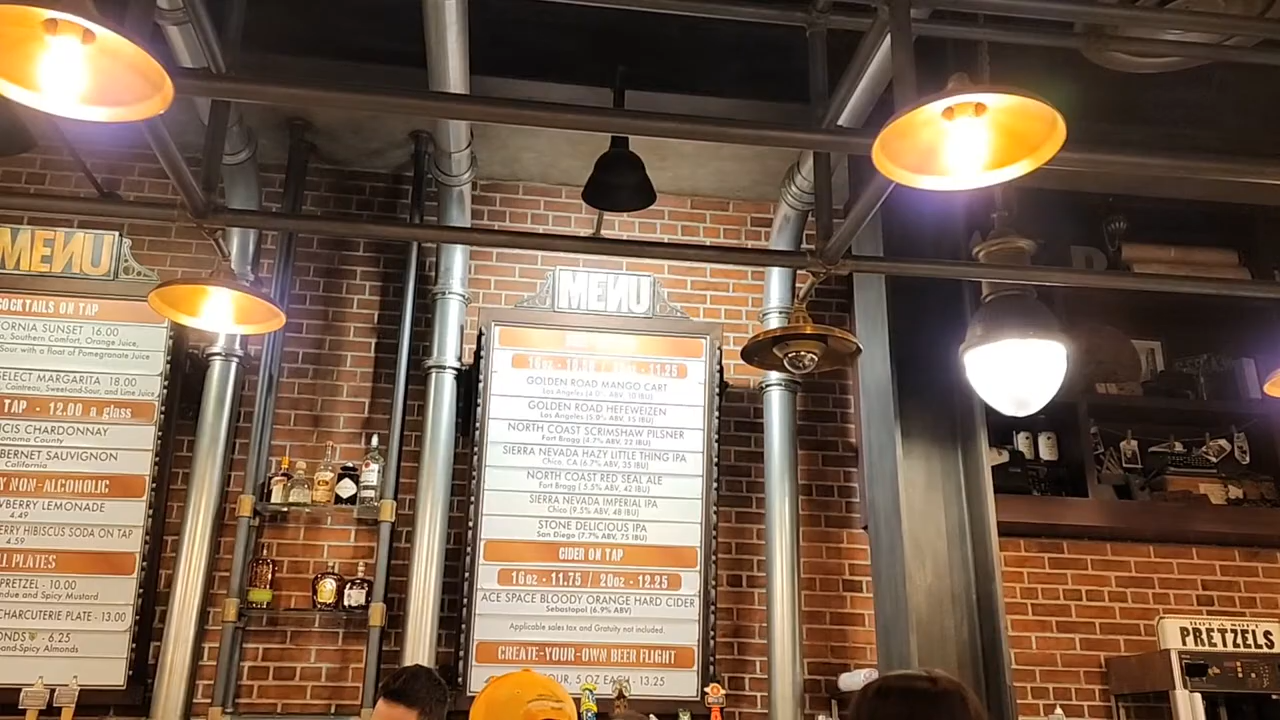 MENU
COCKTAILS ON TAP
FORNIA SUNSET 16.00
Southern Comfort, Orange Juice,
Sour with a float of Pomegranate Juice
SELECT MARGARITA 18.00
Cointreau, Sweet-and-Sour, and Lime Juice
TAP - 12.00 a glass
NCIS CHARDONNAY
onoma County
BERNET SAUVIGNON
California
Y NON-ALCOHOLIC
WBERRY LEMONADE
4.49
ERRY HIBISCUS SODA ON TAP
4.59
LL PLATES
PRETZEL - 10.00
ndue and Spicy Mustard
CHARCUTERIE PLATE - 13.00
ONDS - 6.25
and-Spicy Almonds
MENU
11.25
GOLDEN ROAD MANGO CART
Los Angeles (4.0% ABV, 10 IBU)
GOLDEN ROAD HEFEWEIZEN
Los Angeles (5.0% ABV, 15 IBU)
NORTH COAST SCRIMSHAW PILSNER
Fort Bragg (4.7% ABV, 22 IBU)
SIERRA NEVADA HAZY LITTLE THING IPA
Chico, CA (6.7% ABV, 35 IBU)
NORTH COAST RED SEAL ALE
Fort Bragg (5.5% ABV, 42 IBU)
SIERRA NEVADA IMPERIAL IPA
Chico (9.5% ABV, 48 IBU)
STONE DELICIOUS IPA
San Diego (7.7% ABV, 75 IBU)
CIDER ON TAP
16oz - 11.75 / 20oz - 12.25
ACE SPACE BLOODY ORANGE HARD CIDER
Sebastopol (6.9% ABV)
Applicable sales tax and Gratuity not included.
CREATE-YOUR-OWN BEER FLIGHT
OUR, 5 OZ EACH - 13.25
HOT & SOFT
PRETZELS